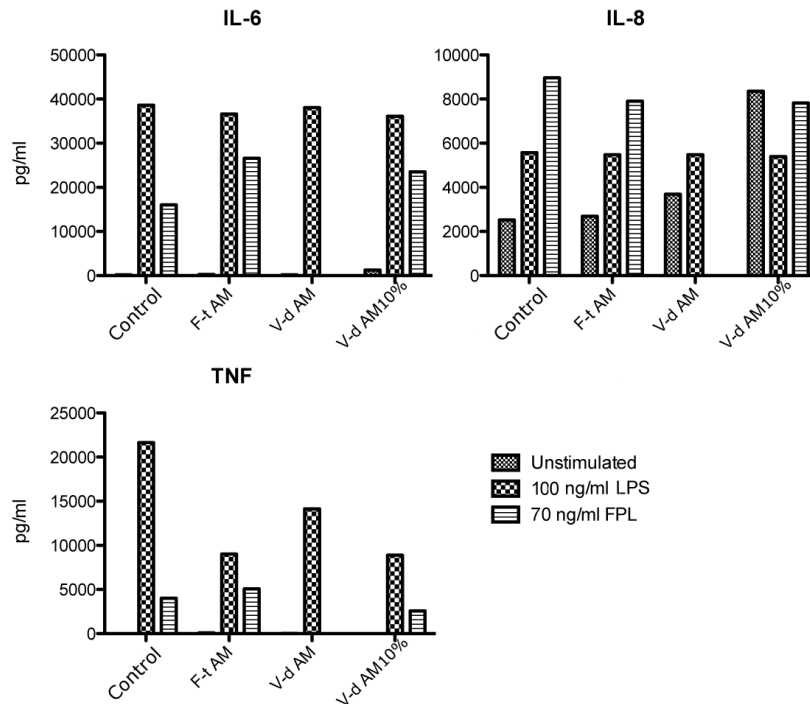 IL-6
50000
40000
30000
20000
10000
0
pg/ml
Control
F-t AM
V-d AM
V-d AM10%
IL-8
10000
8000
6000
4000
2000
0
Control
F-t AM
V-d AM
V-d AM10%
TNF
25000
20000
15000
10000
5000
0
pg/ml
Control
F-t AM
V-d AM
V-d AM10%
Unstimulated
100 ng/ml LPS
70 ng/ml FPL